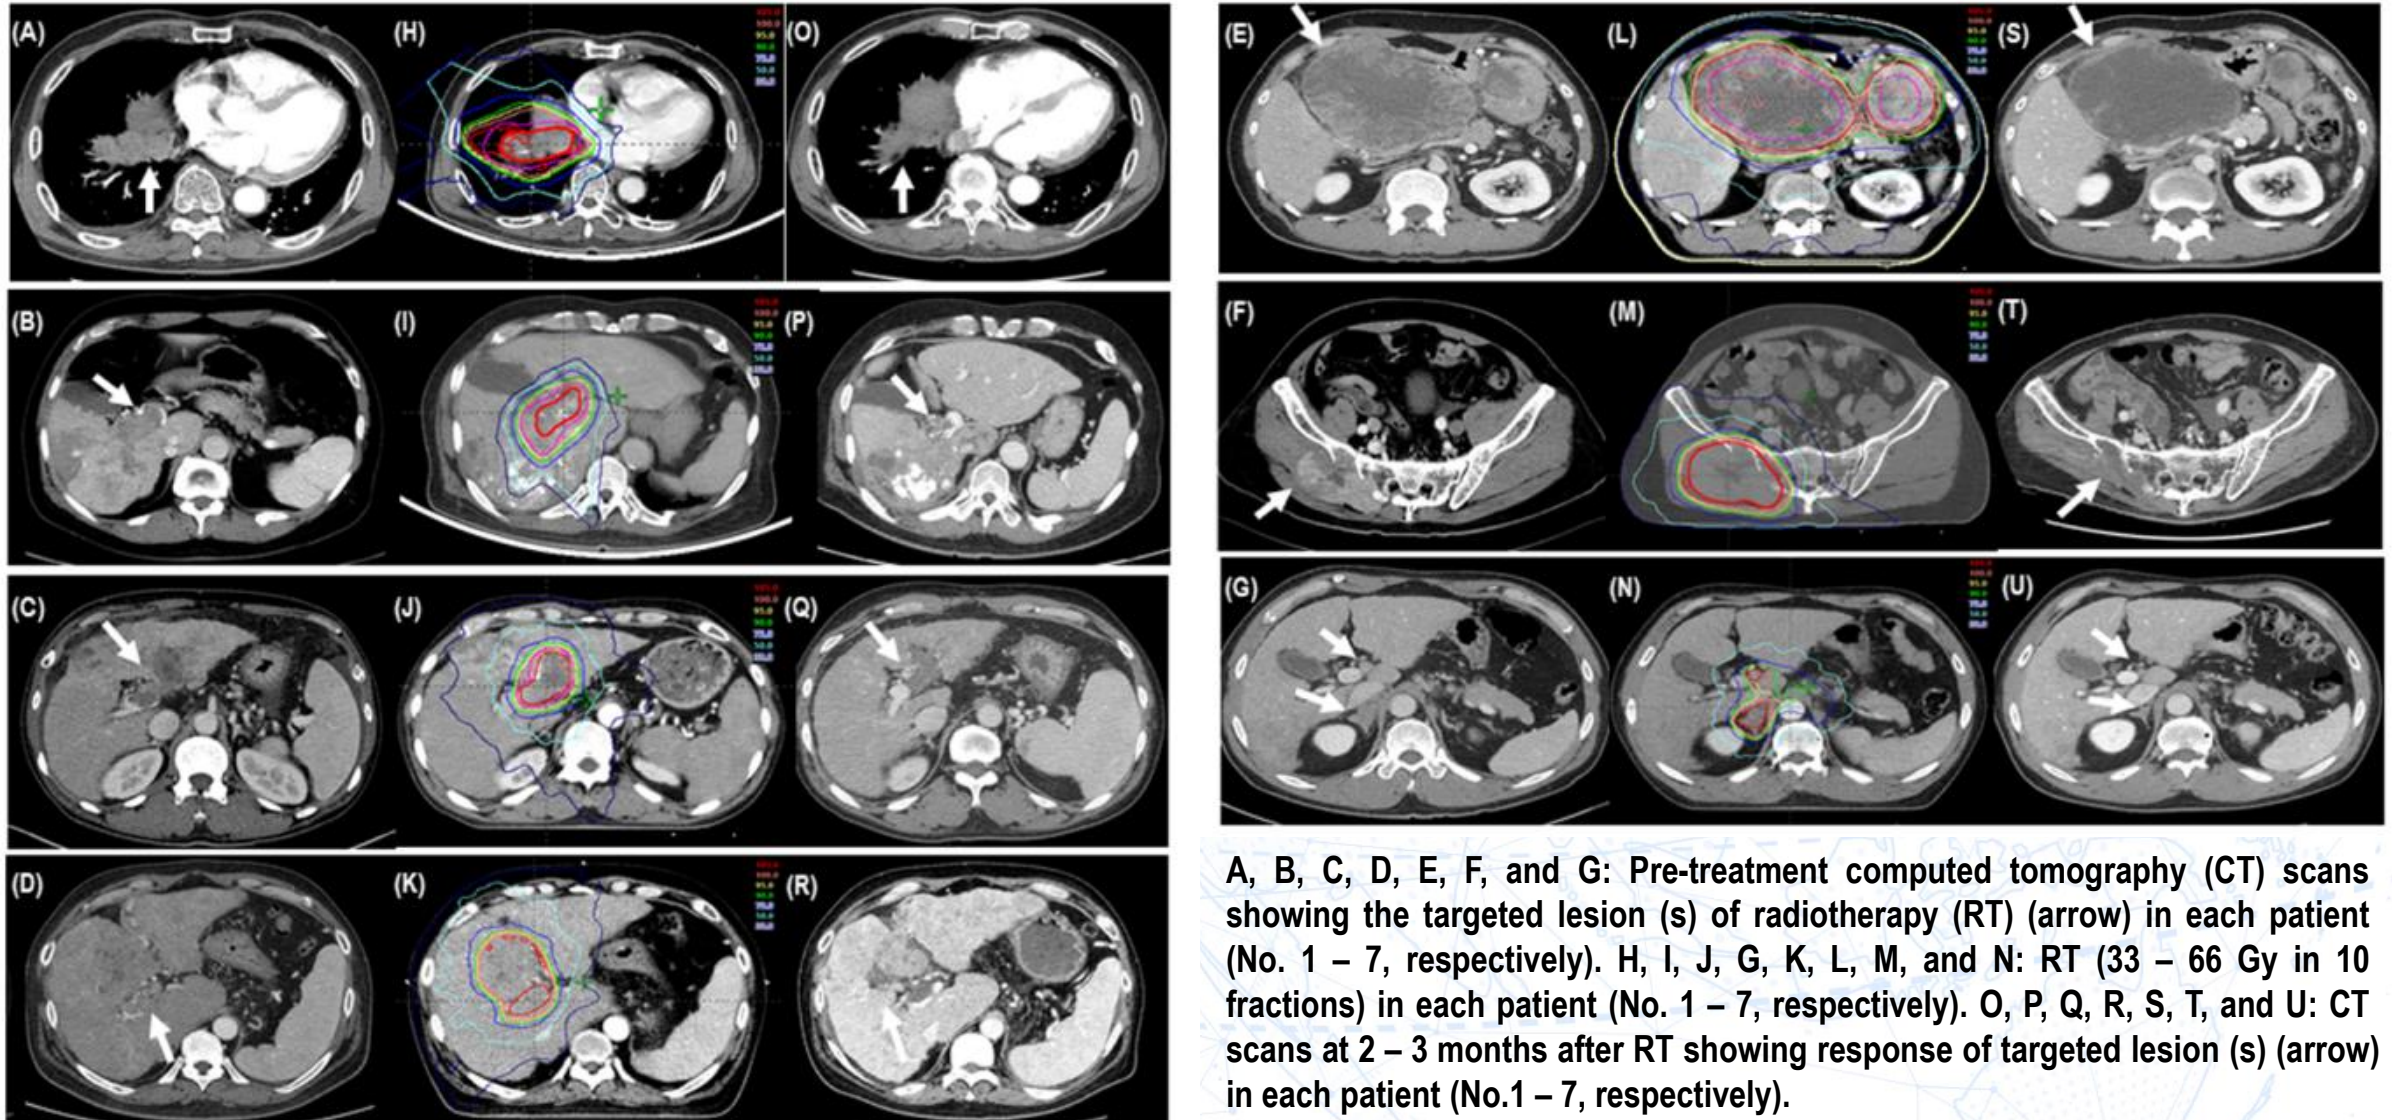 (A)
(H)
(O)
(B)
(I)
(P)
(C)
(J)
(Q)
(D)
(K)
(R)
(E)
(L)
(S)
(F)
(M)
(T)
(G)
(N)
(U)
A, B, C, D, E, F, and G: Pre-treatment computed tomography (CT) scans
showing the targeted lesion (s) of radiotherapy (RT) (arrow) in each patient
(No. 1 – 7, respectively). H, I, J, G, K, L, M, and N: RT (33 – 66 Gy in 10
fractions) in each patient (No. 1 – 7, respectively). O, P, Q, R, S, T, and U: CT
scans at 2 – 3 months after RT showing response of targeted lesion (s) (arrow)
in each patient (No.1 – 7, respectively).